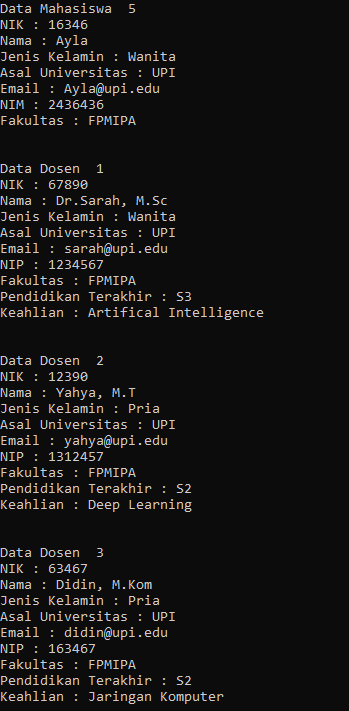 Data Mahasiswa  5
NIK : 16346
Nama : Ayla
Jenis Kelamin : Wanita
Asal Universitas : UPI
Email : Ayla@upi.edu
NIM : 2436436
Fakultas : FPMIPA
Data Dosen  1
NIK : 67890
Nama : Dr.Sarah, M.Sc
Jenis Kelamin : Wanita
Asal Universitas : UPI
Email : sarah@upi.edu
NIP : 1234567
Fakultas : FPMIPA
Pendidikan Terakhir : S3
Keahlian : Artifical Intelligence
Data Dosen  2
NIK : 12390
Nama : Yahya, M.T
Jenis Kelamin : Pria
Asal Universitas : UPI
Email : yahya@upi.edu
NIP : 1312457
Fakultas : FPMIPA
Pendidikan Terakhir : S2
Keahlian : Deep Learning
Data Dosen  3
NIK : 63467
Nama : Didin, M.Kom
Jenis Kelamin : Pria
Asal Universitas : UPI
Email : didin@upi.edu
NIP : 163467
Fakultas : FPMIPA
Pendidikan Terakhir : S2
Keahlian : Jaringan Komputer